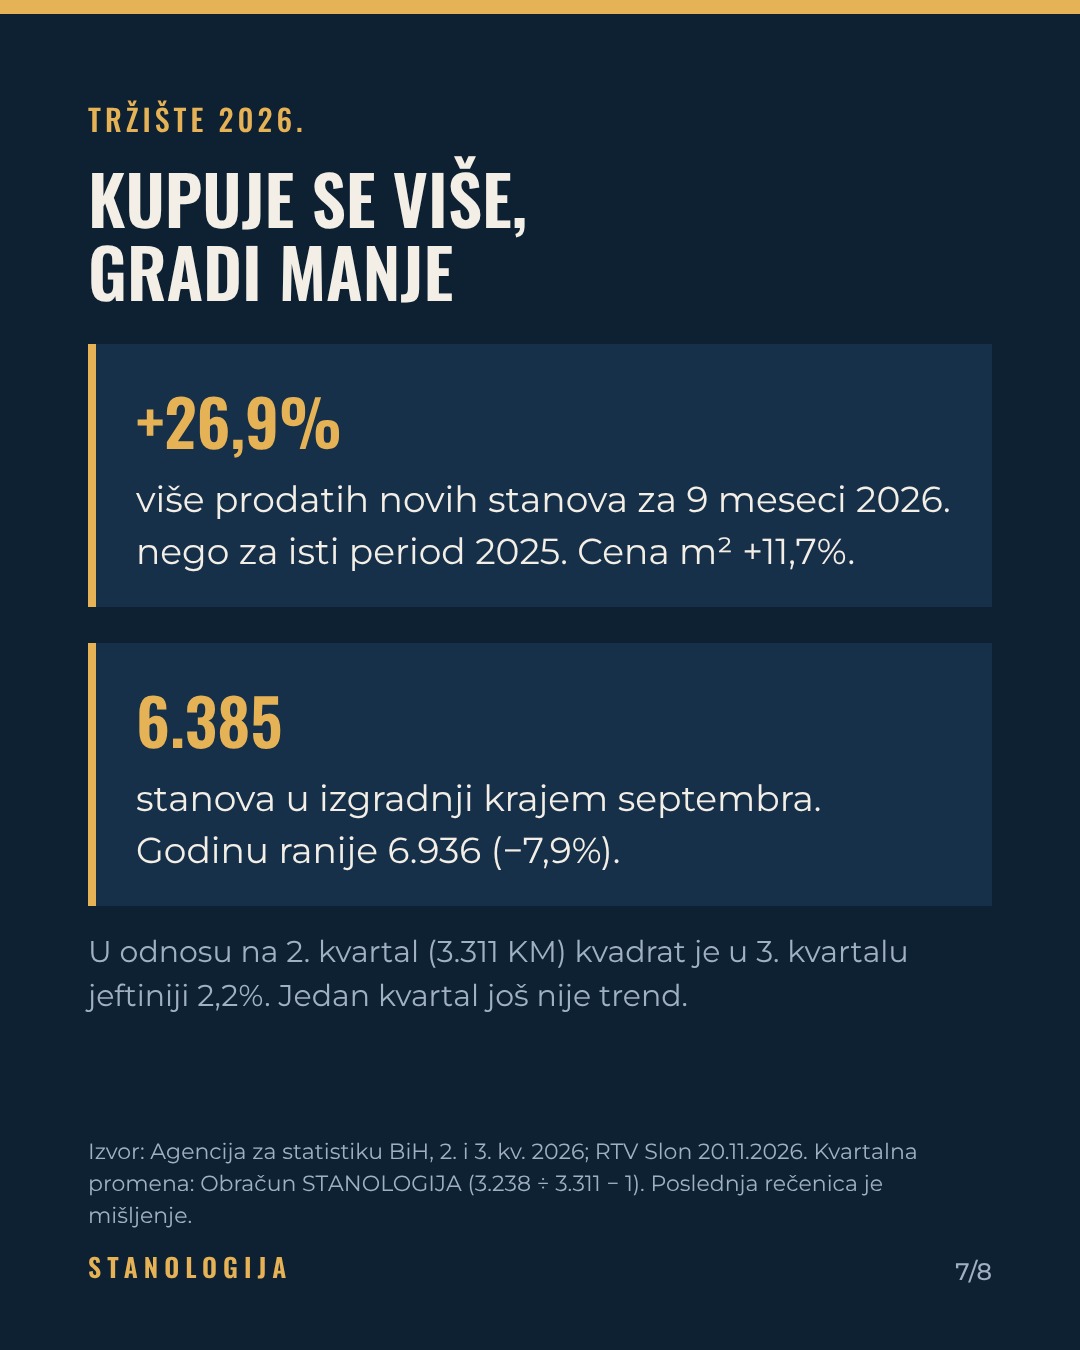 TRŽIŠTE 2026.
KUPUJE SE VIŠE,
GRADI MANJE
+26,9%
više prodatih novih stanova za 9 meseci 2026.
nego za isti period 2025. Cena m² +11,7%.
6.385
stanova u izgradnji krajem septembra.
Godinu ranije 6.936 (−7,9%).
U odnosu na 2. kvartal (3.311 KM) kvadrat je u 3. kvartalu
jeftiniji 2,2%. Jedan kvartal još nije trend.
Izvor: Agencija za statistiku BiH, 2. i 3. kv. 2026; RTV Slon 20.11.2026. Kvartalna
promena: Obračun STANOLOGIJA (3.238 ÷ 3.311 − 1). Poslednja rečenica je
mišljenje.
STANOLOGIJA
7/8